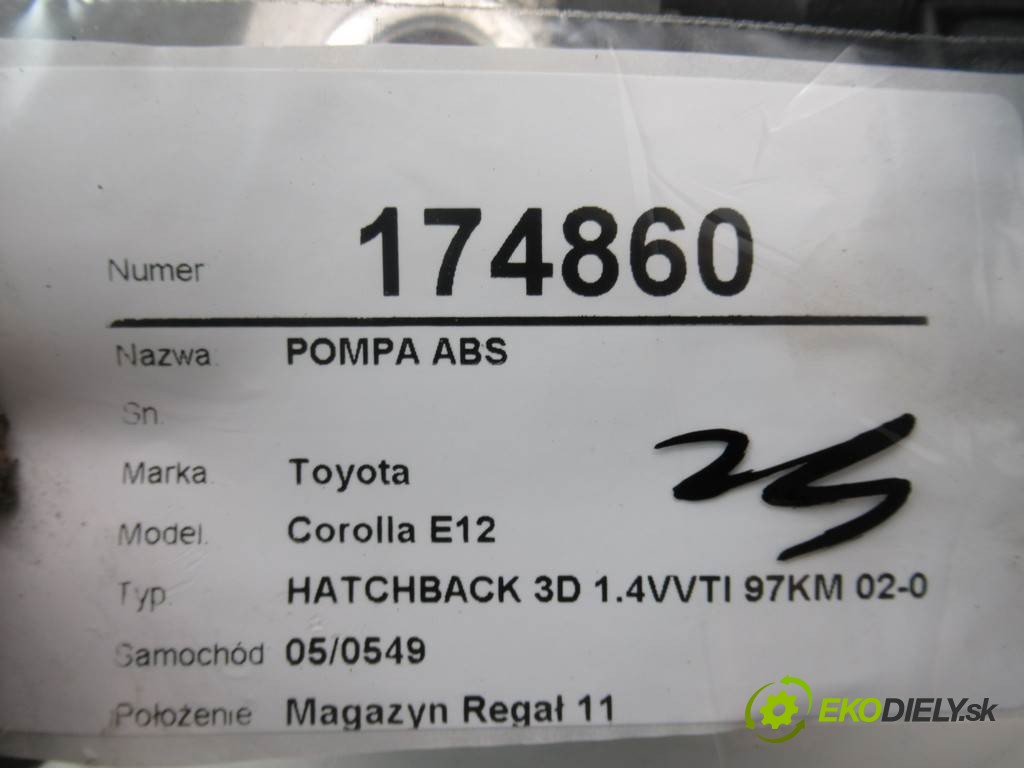 Numer 174860
Nazwa: POMPA ABS
Sn.
Marka. Toyota
Model. Corolla E12
Typ. HATCHBACK 3D 1.4VVTI 97KM 02-0
Samochód 05/0549
Położenie Magazyn Regał 11
EKODIELY.sk